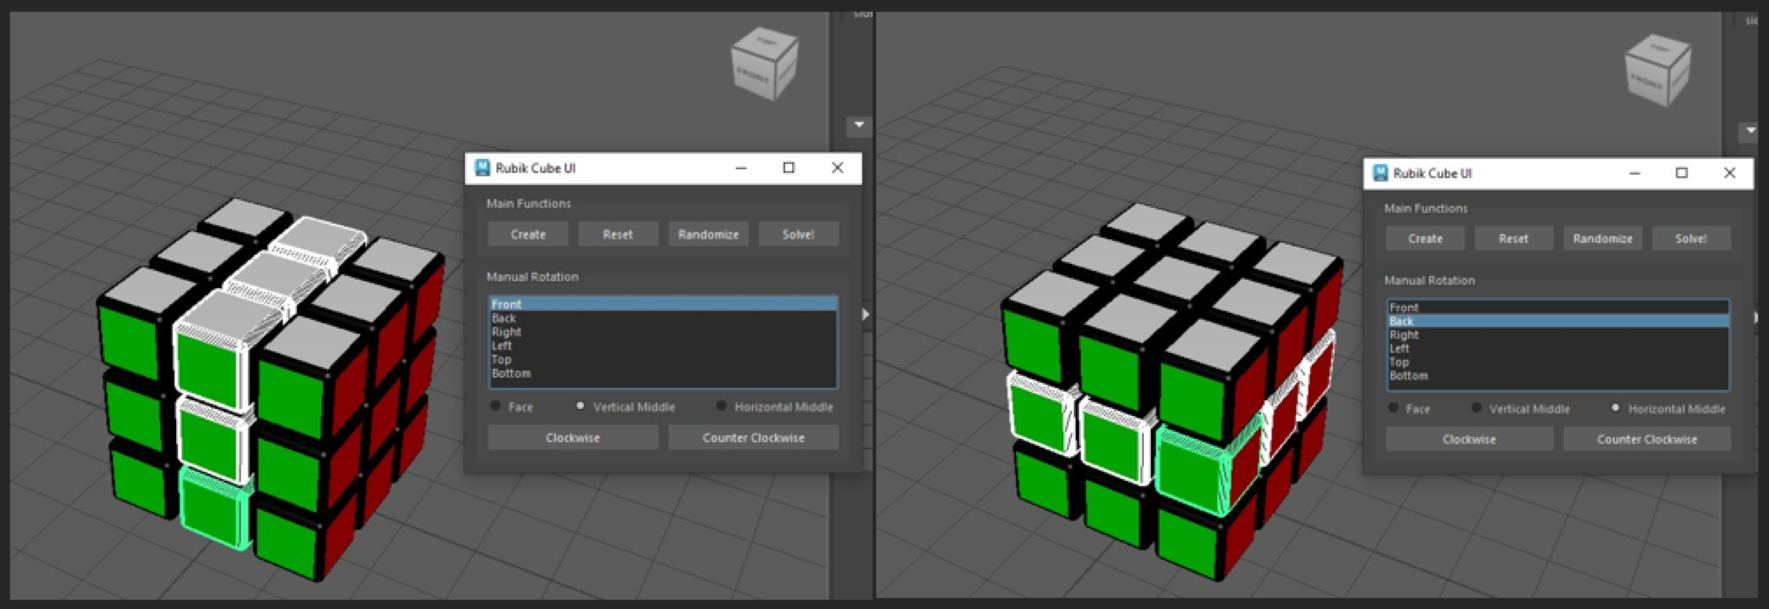 TOP
FRONT
Rubik Cube UI
Main Functions
Create Reset Randomize Solve!
Manual Rotation
Front
Back
Right
Left
Top
Bottom
Face Vertical Middle Horizontal Middle
Clockwise Counter Clockwise
TOP
FRONT
Rubik Cube UI
Main Functions
Create Reset Randomize Solve!
Manual Rotation
Front
Back
Right
Left
Top
Bottom
Face Vertical Middle Horizontal Middle
Clockwise Counter Clockwise